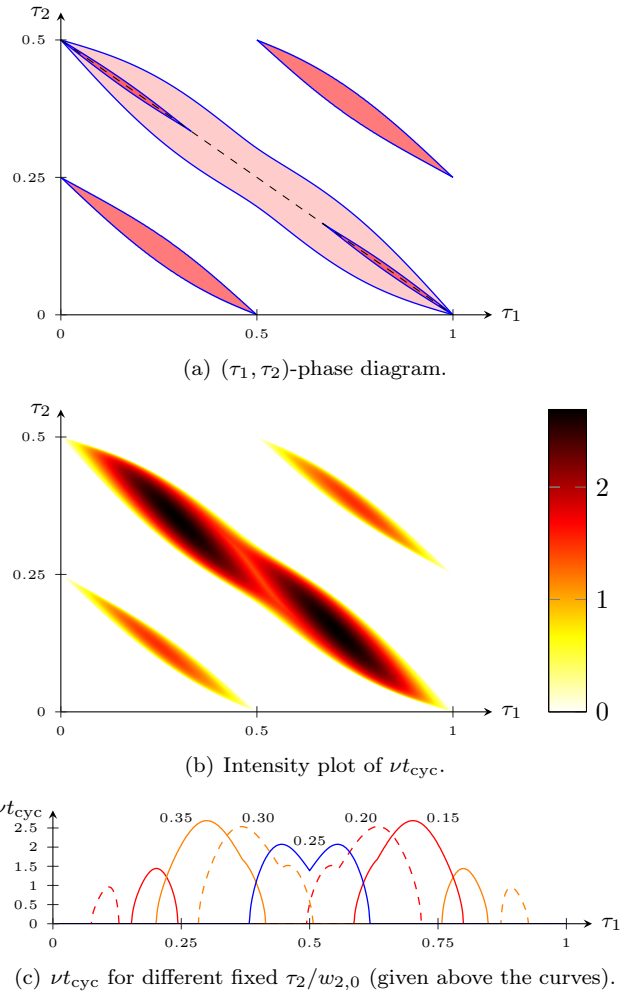 τ₂
0.5
0.25
0
0 0.5 1 τ₁
(a) (τ₁, τ₂)-phase diagram.
τ₂
0.5
0.25
0
0 0.5 1 τ₁
2
1
0
(b) Intensity plot of νt_cyc.
νt_cyc
2.5
2
1.5
1
0.5
0
0.35 0.30 0.25 0.20 0.15
0 0.25 0.5 0.75 1 τ₁
(c) νt_cyc for different fixed τ₂/w₂,₀ (given above the curves).